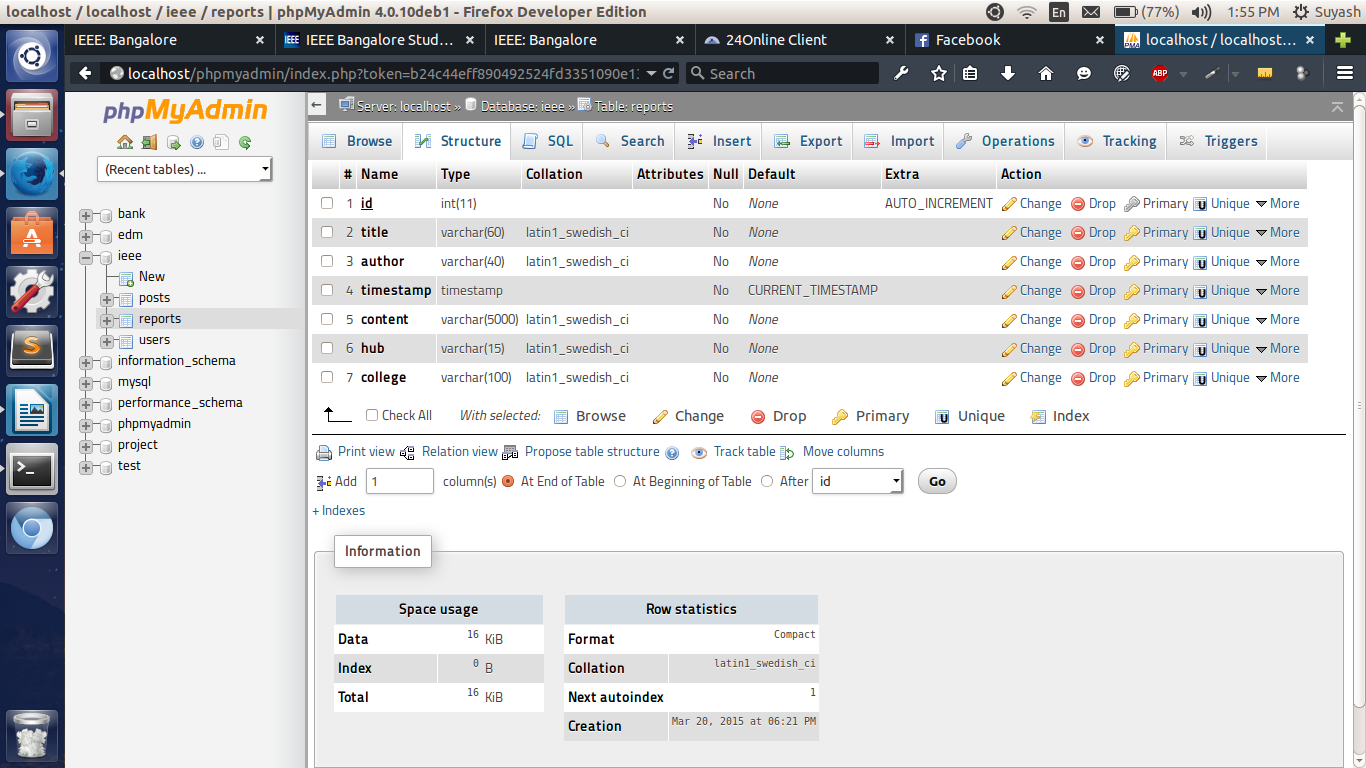 localhost / localhost / ieee / reports | phpMyAdmin 4.0.10deb1 - Firefox Developer Edition En (77%) 1:55 PM Suyash
IEEE: Bangalore IEEE Bangalore Stud... IEEE: Bangalore 24Online Client Facebook localhost / localhost...
localhost/phpmyadmin/index.php?token=b24c44eff890492524fd3351090e1 Search ABP
phpMyAdmin
(Recent tables) ...
bank
edm
ieee
New
posts
reports
users
information_schema
mysql
performance_schema
phpmyadmin
project
test
Server: localhost » Database: ieee » Table: reports
Browse Structure SQL Search Insert Export Import Operations Tracking Triggers
# Name Type Collation Attributes Null Default Extra Action
1 id int(11) No None AUTO_INCREMENT Change Drop Primary Unique More
2 title varchar(60) latin1_swedish_ci No None Change Drop Primary Unique More
3 author varchar(40) latin1_swedish_ci No None Change Drop Primary Unique More
4 timestamp timestamp No CURRENT_TIMESTAMP Change Drop Primary Unique More
5 content varchar(5000) latin1_swedish_ci No None Change Drop Primary Unique More
6 hub varchar(15) latin1_swedish_ci No None Change Drop Primary Unique More
7 college varchar(100) latin1_swedish_ci No None Change Drop Primary Unique More
Check All With selected: Browse Change Drop Primary Unique Index
Print view Relation view Propose table structure Track table Move columns
Add 1 column(s) At End of Table At Beginning of Table After id Go
+ Indexes
Information
Space usage
Data 16 KiB
Index 0 B
Total 16 KiB
Row statistics
Format Compact
Collation latin1_swedish_ci
Next autoindex 1
Creation Mar 20, 2015 at 06:21 PM